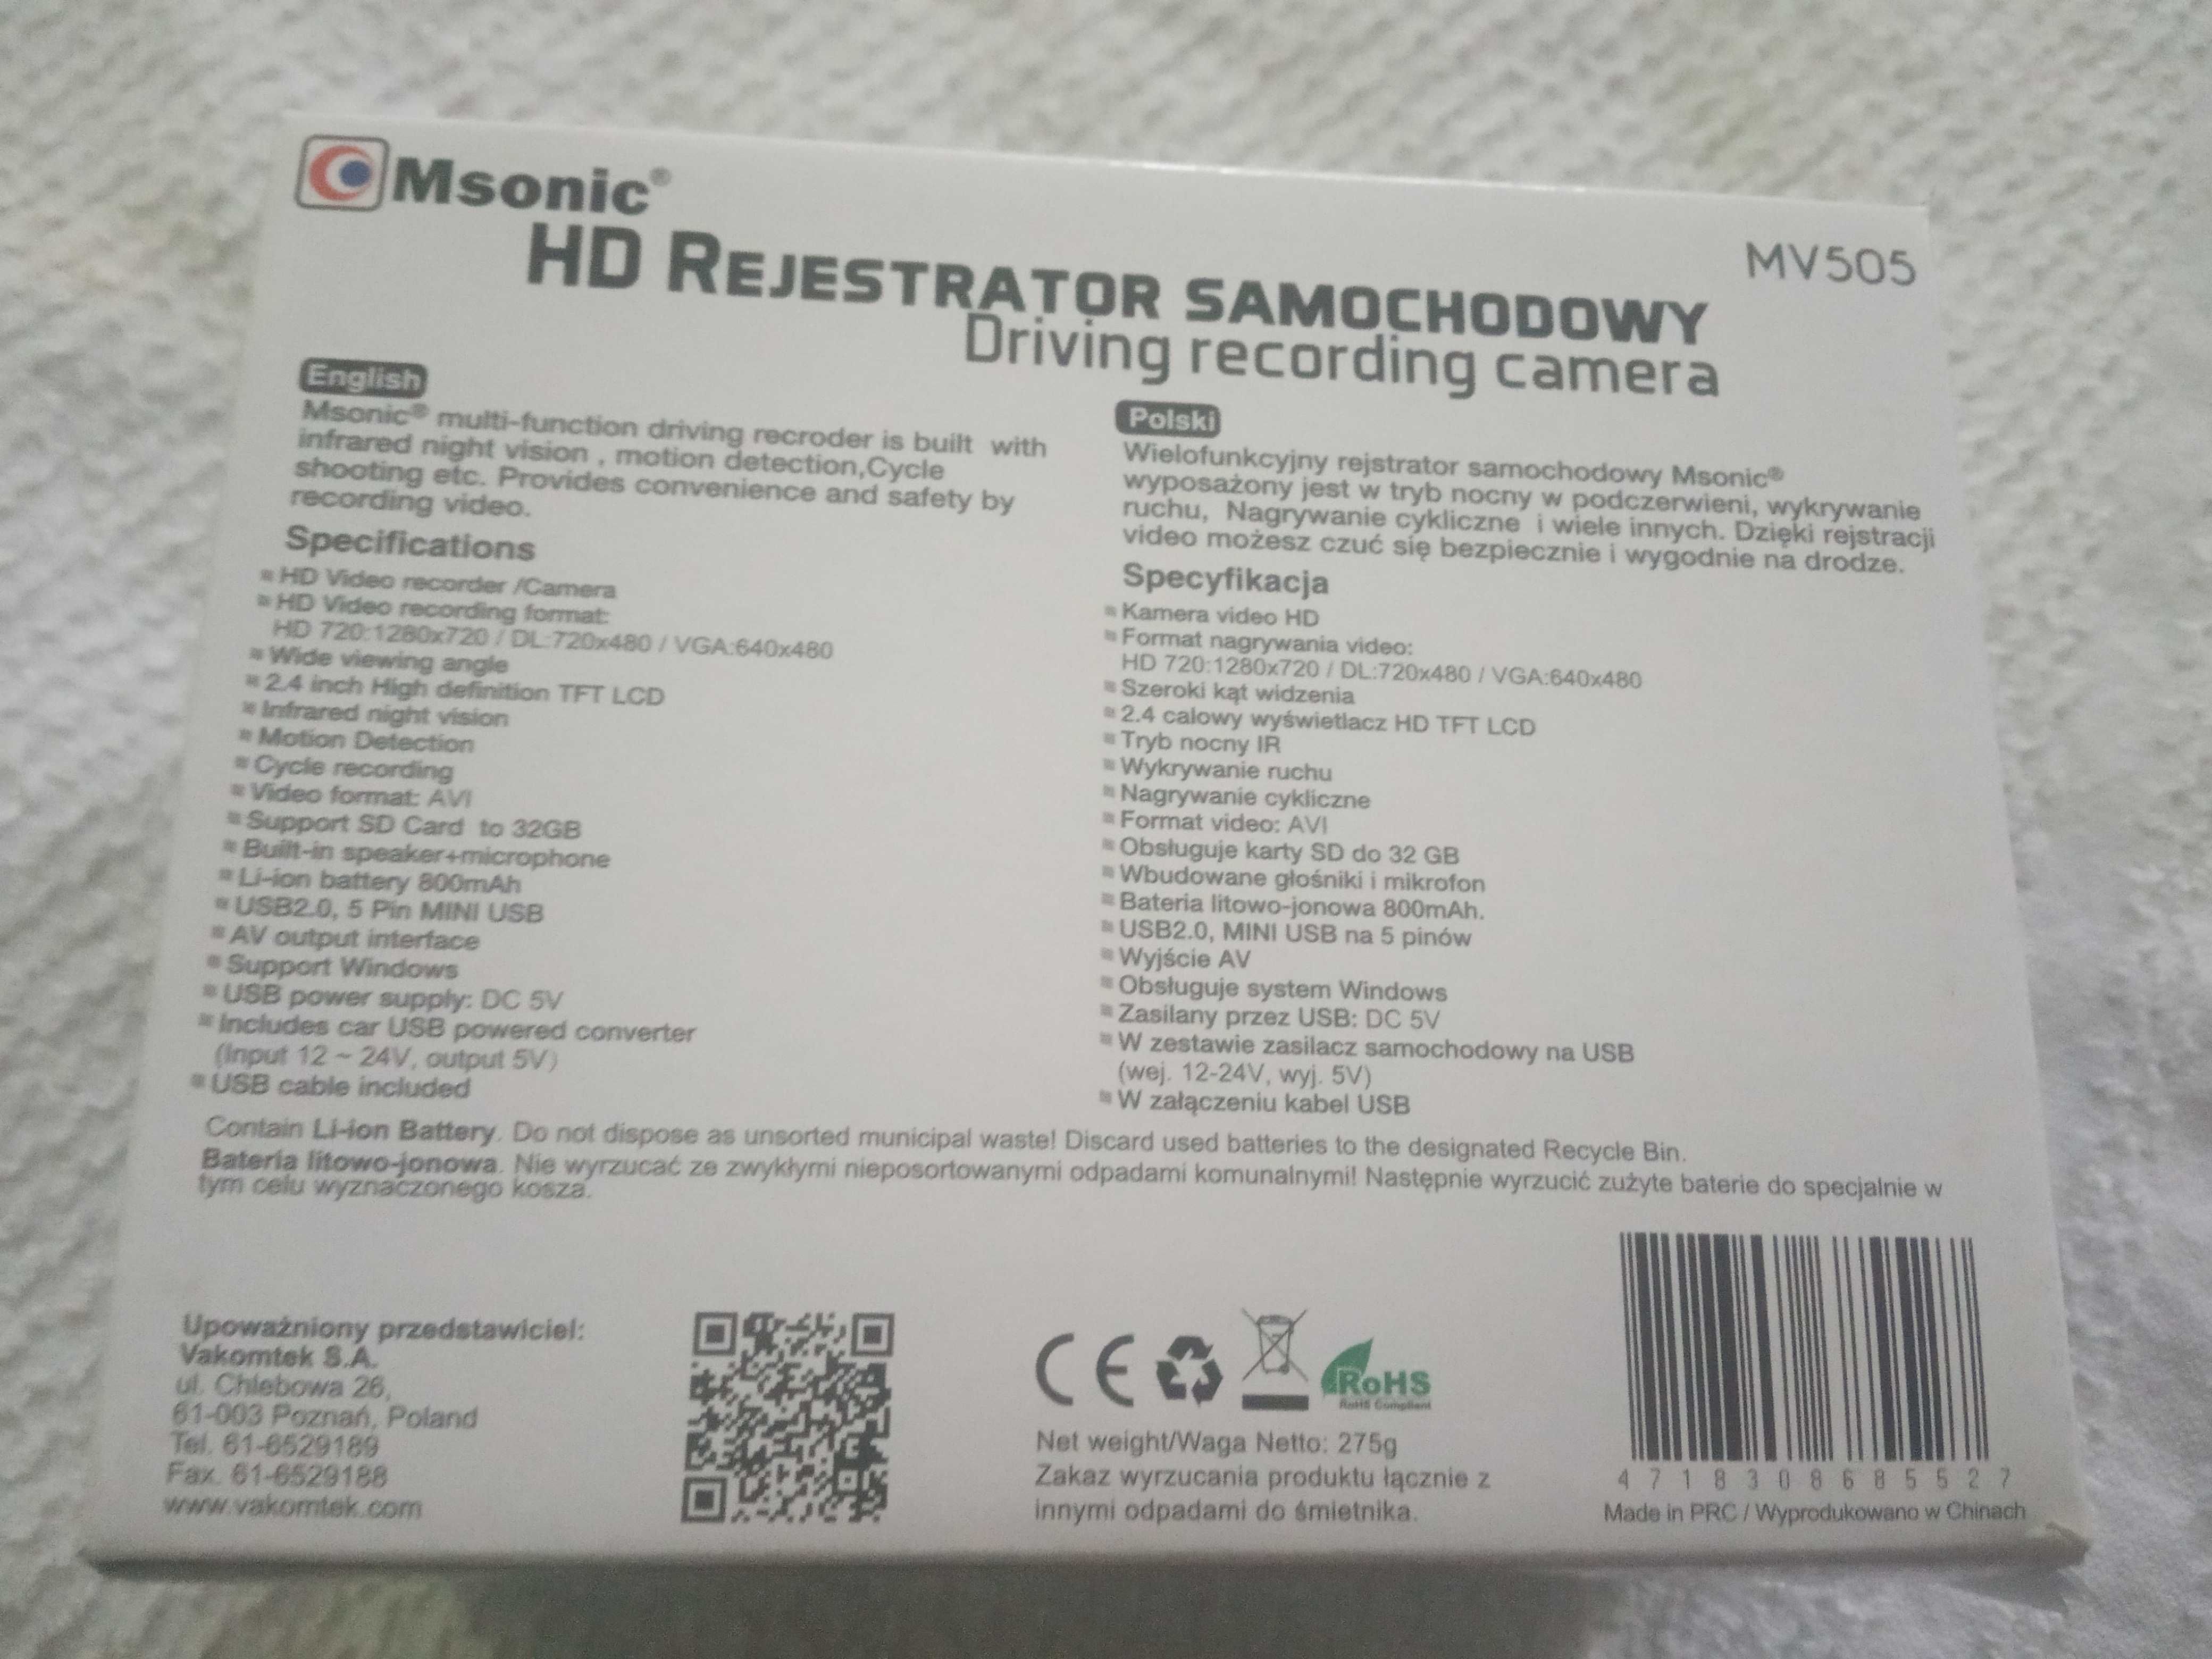 Msonic®
MV505
HD REJESTRATOR SAMOCHODOWY
Driving recording camera
English
Msonic® multi-function driving recroder is built with
infrared night vision , motion detection,Cycle
shooting etc. Provides convenience and safety by
recording video.
Specifications
HD Video recorder /Camera
HD Video recording format:
HD 720:1280x720 / DL:720x480 / VGA:640x480
Wide viewing angle
2.4 inch High definition TFT LCD
Infrared night vision
Motion Detection
Cycle recording
Video format: AVI
Support SD Card to 32GB
Built-in speaker+microphone
Li-ion battery 800mAh
USB2.0, 5 Pin MINI USB
AV output interface
Support Windows
USB power supply: DC 5V
Includes car USB powered converter
(Input 12 ~ 24V, output 5V)
USB cable included
Polski
Wielofunkcyjny rejstrator samochodowy Msonic®
wyposażony jest w tryb nocny w podczerwieni, wykrywanie
ruchu, Nagrywanie cykliczne i wiele innych. Dzięki rejstracji
video możesz czuć się bezpiecznie i wygodnie na drodze.
Specyfikacja
Kamera video HD
Format nagrywania video:
HD 720:1280x720 / DL:720x480 / VGA:640x480
Szeroki kąt widzenia
2.4 calowy wyświetlacz HD TFT LCD
Tryb nocny IR
Wykrywanie ruchu
Nagrywanie cykliczne
Format video: AVI
Obsługuje karty SD do 32 GB
Wbudowane głośniki i mikrofon
Bateria litowo-jonowa 800mAh.
USB2.0, MINI USB na 5 pinów
Wyjście AV
Obsługuje system Windows
Zasilany przez USB: DC 5V
W zestawie zasilacz samochodowy na USB
(wej. 12-24V, wyj. 5V)
W załączeniu kabel USB
Contain Li-ion Battery. Do not dispose as unsorted municipal waste! Discard used batteries to the designated Recycle Bin.
Bateria litowo-jonowa. Nie wyrzucać ze zwykłymi nieposortowanymi odpadami komunalnymi! Następnie wyrzucić zużyte baterie do specjalnie w
tym celu wyznaczonego kosza.
Upoważniony przedstawiciel:
Vakomtek S.A.
ul. Chlebowa 26,
61-003 Poznań, Poland
Tel. 61-6529189
Fax. 61-6529188
www.vakomtek.com
CE
RoHS
RoHS Compliant
Net weight/Waga Netto: 275g
Zakaz wyrzucania produktu łącznie z
innymi odpadami do śmietnika.
4718308685527
Made in PRC / Wyprodukowano w Chinach